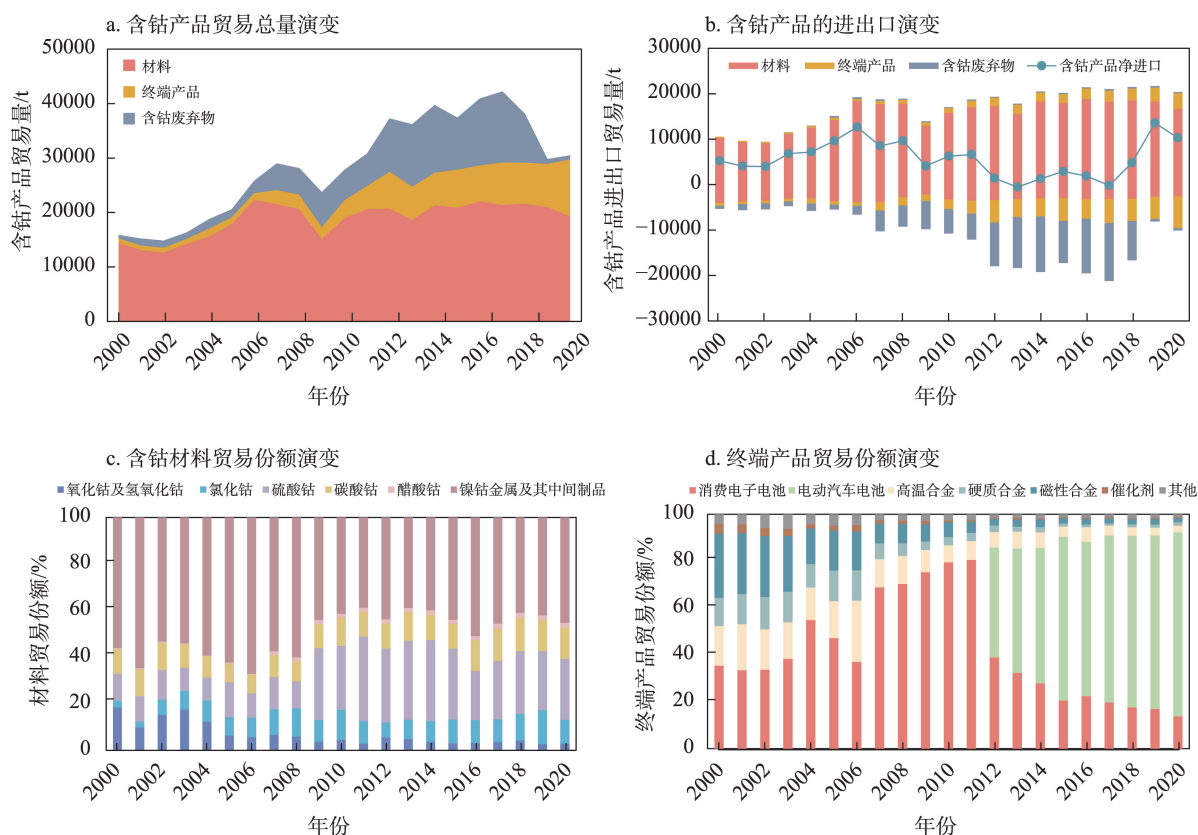 a. 含钴产品贸易总量演变
含钴产品贸易量/t
50000
40000
30000
20000
10000
0
材料
终端产品
含钴废弃物
2000 2002 2004 2006 2008 2010 2012 2014 2016 2018 2020
年份
b. 含钴产品的进出口演变
含钴产品进出口贸易量/t
30000
20000
10000
0
−10000
−20000
−30000
材料 终端产品 含钴废弃物 含钴产品净进口
2000 2002 2004 2006 2008 2010 2012 2014 2016 2018 2020
年份
c. 含钴材料贸易份额演变
氧化钴及氢氧化钴 氯化钴 硫酸钴 碳酸钴 醋酸钴 镍钴金属及其中间制品
材料贸易份额/%
100
80
60
40
20
0
2000 2002 2004 2006 2008 2010 2012 2014 2016 2018 2020
年份
d. 终端产品贸易份额演变
消费电子电池 电动汽车电池 高温合金 硬质合金 磁性合金 催化剂 其他
终端产品贸易份额/%
100
80
60
40
20
0
2000 2002 2004 2006 2008 2010 2012 2014 2016 2018 2020
年份